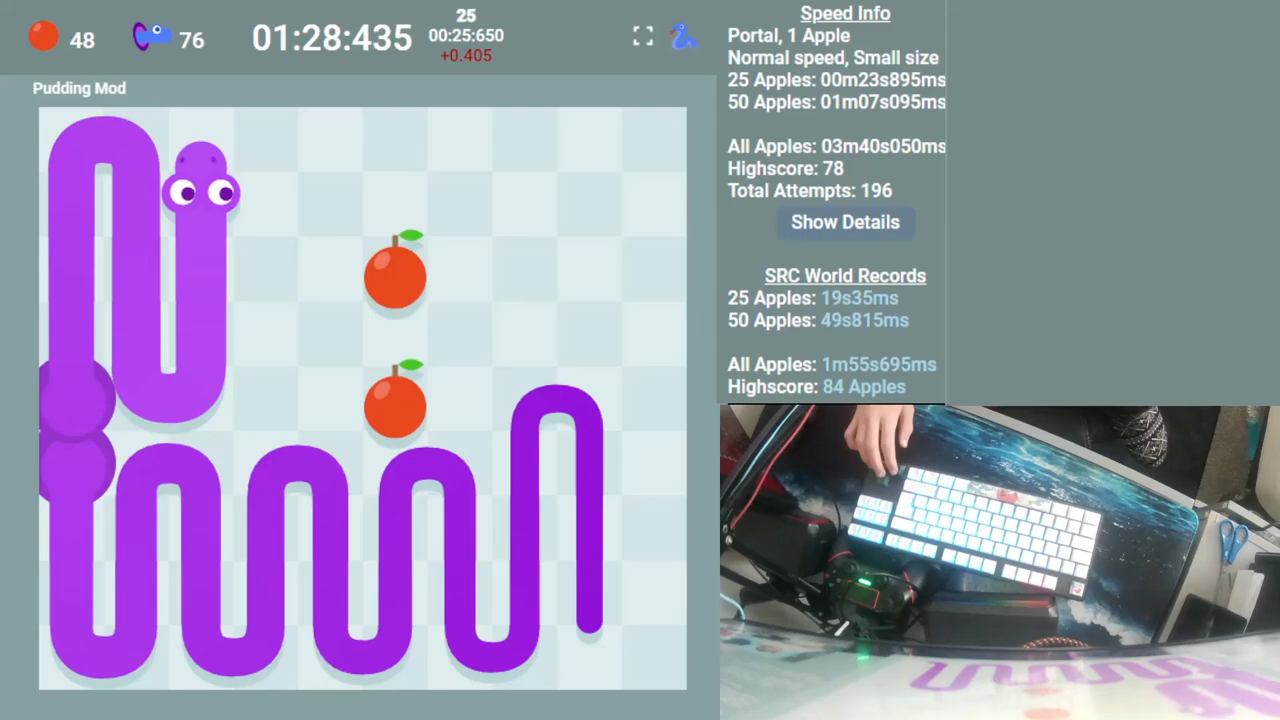 48
76
01:28:435
25
00:25:650
+0.405
Pudding Mod
Speed Info
Portal, 1 Apple
Normal speed, Small size
25 Apples: 00m23s895ms
50 Apples: 01m07s095ms
All Apples: 03m40s050ms
Highscore: 78
Total Attempts: 196
Show Details
SRC World Records
25 Apples: 19s35ms
50 Apples: 49s815ms
All Apples: 1m55s695ms
Highscore: 84 Apples